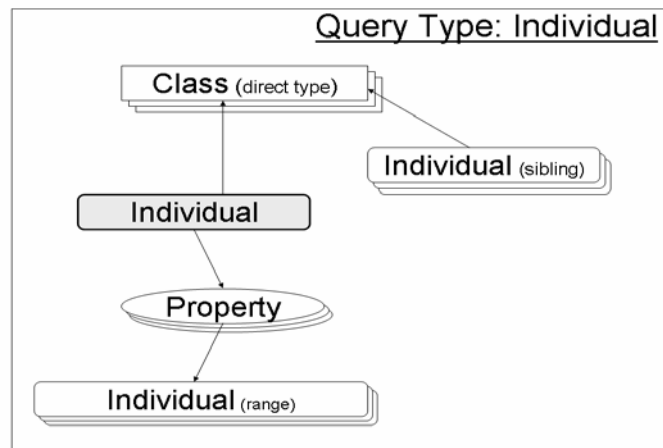 Query Type: Individual
Class (direct type)
Individual (sibling)
Individual
Property
Individual (range)